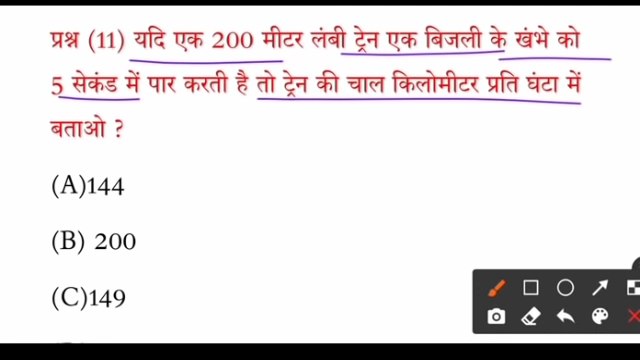 प्रश्न (11) यदि एक 200 मीटर लंबी ट्रेन एक बिजली के खंभे को
5 सेकंड में पार करती है तो ट्रेन की चाल किलोमीटर प्रति घंटा में
बताओ ?
(A)144
(B) 200
(C)149